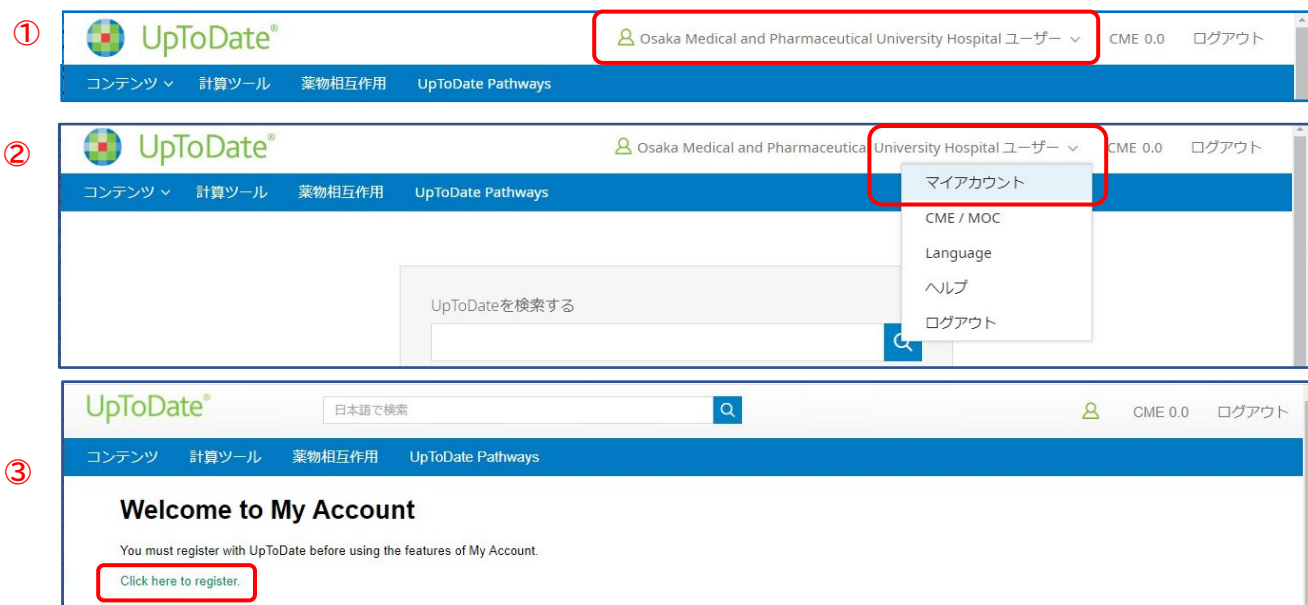 ①
UpToDate®
Osaka Medical and Pharmaceutical University Hospital ユーザー CME 0.0 ログアウト
コンテンツ 計算ツール 薬物相互作用 UpToDate Pathways
②
UpToDate®
Osaka Medical and Pharmaceutical University Hospital ユーザー CME 0.0 ログアウト
コンテンツ 計算ツール 薬物相互作用 UpToDate Pathways
マイアカウント
CME / MOC
Language
ヘルプ
ログアウト
UpToDateを検索する
③
UpToDate®
日本語で検索
CME 0.0 ログアウト
コンテンツ 計算ツール 薬物相互作用 UpToDate Pathways
Welcome to My Account
You must register with UpToDate before using the features of My Account.
Click here to register.